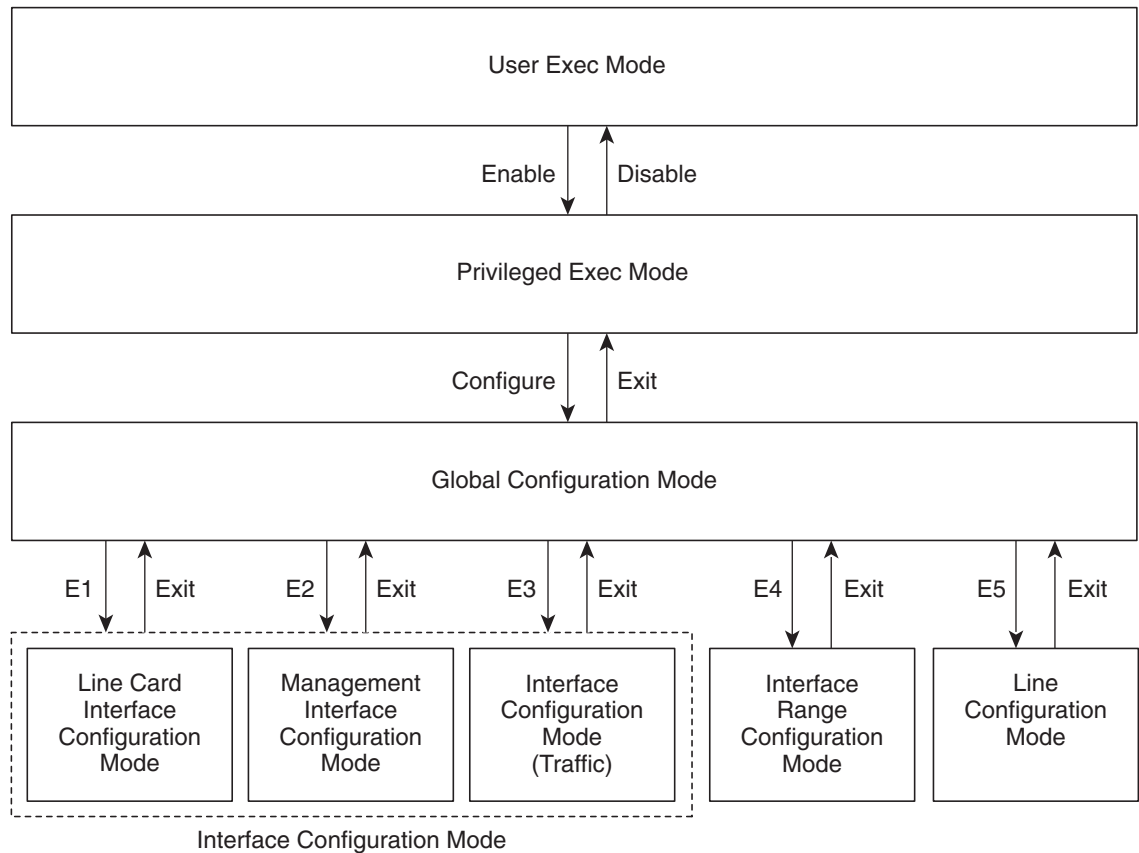 User Exec Mode
Enable
Disable
Privileged Exec Mode
Configure
Exit
Global Configuration Mode
E1
Exit
E2
Exit
E3
Exit
E4
Exit
E5
Exit
Line Card
Interface
Configuration
Mode
Management
Interface
Configuration
Mode
Interface
Configuration
Mode
(Traffic)
Interface
Range
Configuration
Mode
Line
Configuration
Mode
Interface Configuration Mode